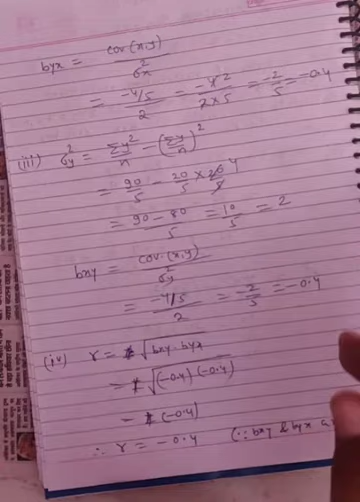 byx = cov(x,y) / σx²
= -4/5 / 2 = -4 2 / 2×5 = -2/5 = -0.4
(iii) σy² = Σy²/n - (Σy/n)²
= 90/5 - 20/5 × 20 4/5
= 90-80 / 5 = 10/5 = 2
bxy = cov.(x,y) / σy²
= -4/5 / 2 = -2/5 = -0.4
(iv) r = √bxy.byx
= √(-0.4)(-0.4)
= (-0.4)
∴ r = -0.4 (∵ bxy & byx a